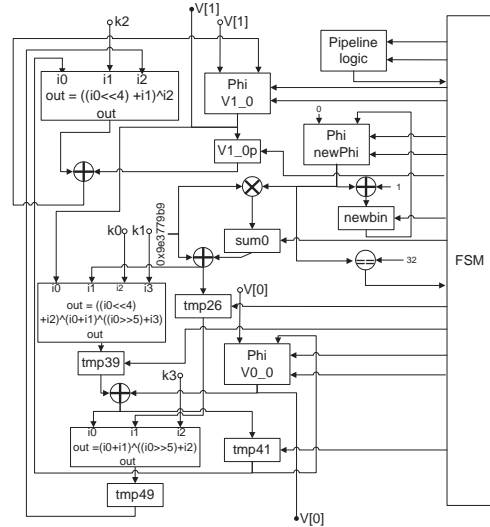 k2
V[1]
V[1]
i0 i1 i2
out = ((i0<<4) +i1)^i2
out
Phi
V1_0
Pipeline
logic
0
Phi
newPhi
V1_0p
1
newbin
0x9e3779b9
k0 k1
sum0
==
32
FSM
i0 i1 i2 i3
out = ((i0<<4)
+i2)^(i0+i1)^((i0>>5)+i3)
out
V[0]
tmp26
tmp39
Phi
V0_0
k3
i0 i1 i2
out =(i0+i1)^((i0>>5)+i2)
out
tmp41
tmp49
V[0]